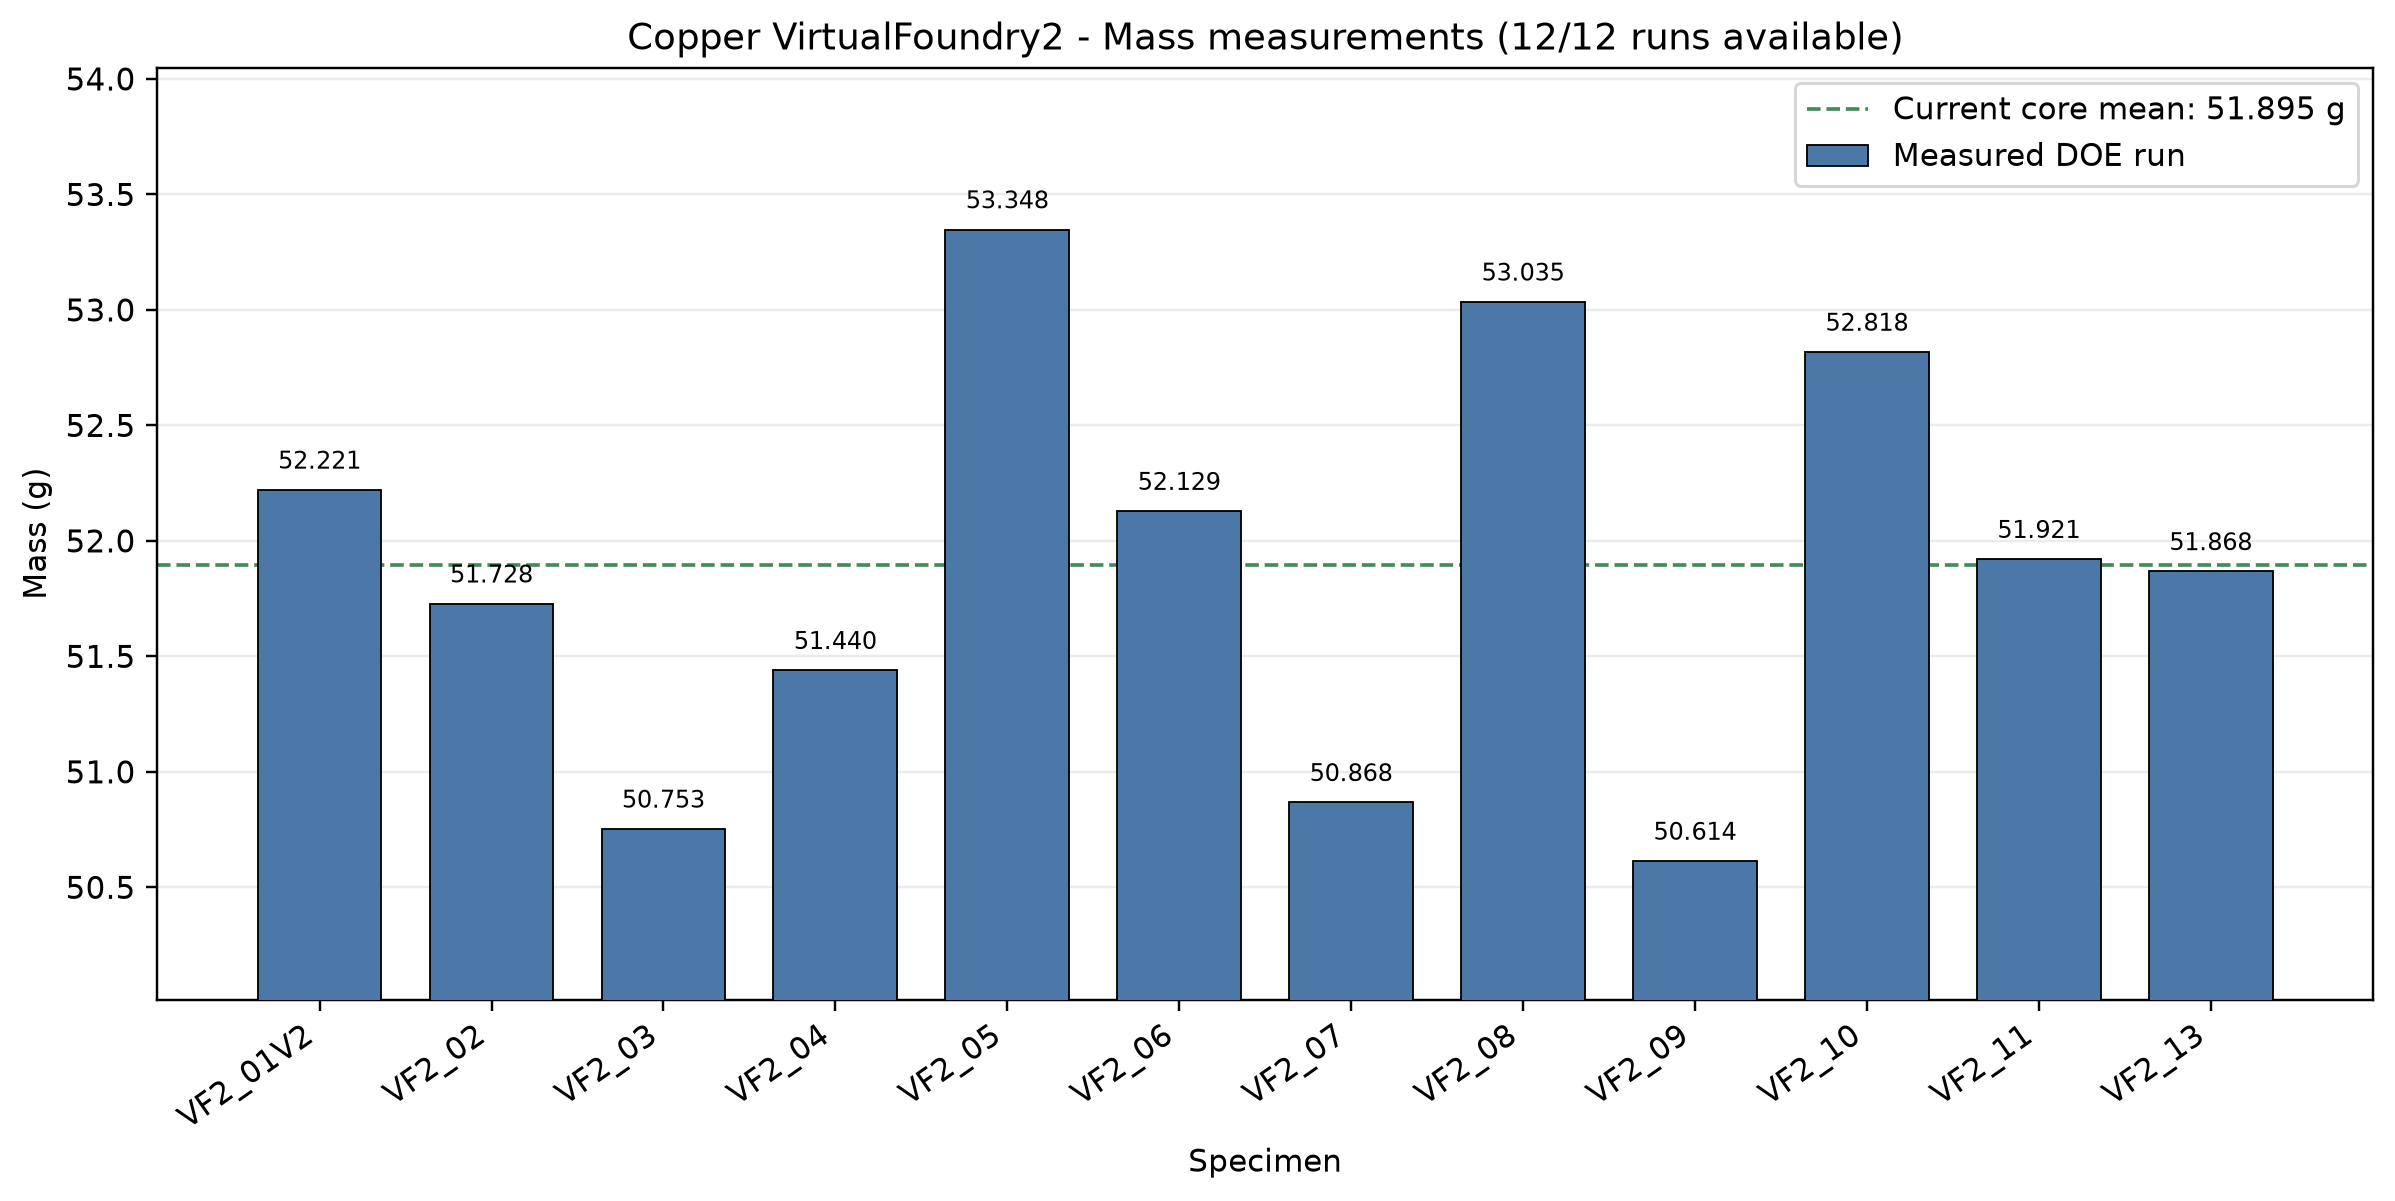 Copper VirtualFoundry2 - Mass measurements (12/12 runs available)
Current core mean: 51.895 g
Measured DOE run
Mass (g)
54.0
53.5
53.0
52.5
52.0
51.5
51.0
50.5
52.221
51.728
50.753
51.440
53.348
52.129
50.868
53.035
50.614
52.818
51.921
51.868
VF2_01V2
VF2_02
VF2_03
VF2_04
VF2_05
VF2_06
VF2_07
VF2_08
VF2_09
VF2_10
VF2_11
VF2_13
Specimen